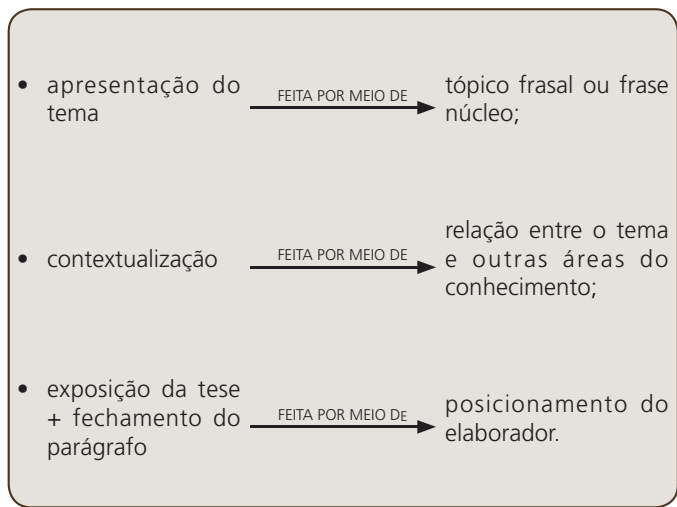 • apresentação do tema FEITA POR MEIO DE tópico frasal ou frase núcleo;
• contextualização FEITA POR MEIO DE relação entre o tema e outras áreas do conhecimento;
• exposição da tese + fechamento do parágrafo FEITA POR MEIO DE posicionamento do elaborador.